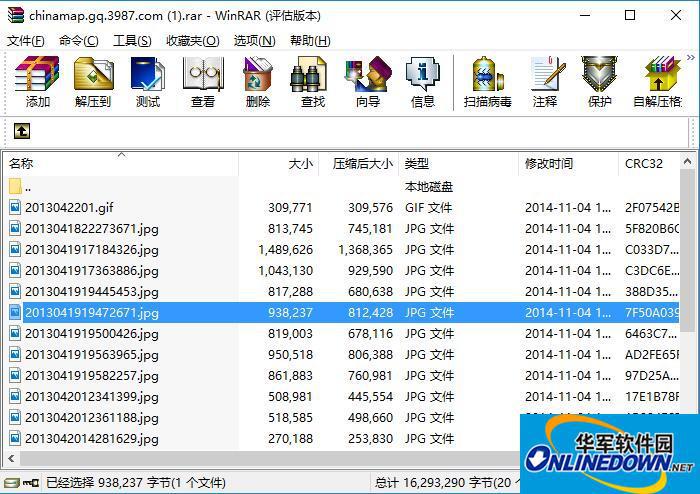 chinamap.gq.3987.com (1).rar - WinRAR (评估版本)
文件(F) 命令(C) 工具(S) 收藏夹(O) 选项(N) 帮助(H)
添加 解压到 测试 查看 删除 查找 向导 信息 扫描病毒 注释 保护 自解压格
名称 大小 压缩后大小 类型 修改时间 CRC32
.. 本地磁盘
2013042201.gif 309,771 309,576 GIF 文件 2014-11-04 1... 2F07542B
2013041822273671.jpg 813,745 745,181 JPG 文件 2014-11-04 1... 5F820B6C
2013041917184326.jpg 1,489,626 1,368,365 JPG 文件 2014-11-04 1... C033D7...
2013041917363886.jpg 1,043,130 929,590 JPG 文件 2014-11-04 1... C3DC6E...
2013041919445453.jpg 817,288 680,638 JPG 文件 2014-11-04 1... 388D35...
2013041919472671.jpg 938,237 812,428 JPG 文件 2014-11-04 1... 7F50A039
2013041919500426.jpg 819,003 678,116 JPG 文件 2014-11-04 1... 6463C7...
2013041919563965.jpg 950,518 806,388 JPG 文件 2014-11-04 1... AD2FE65F
2013041919582257.jpg 861,883 760,981 JPG 文件 2014-11-04 1... 97D25A...
2013042012341399.jpg 508,981 445,554 JPG 文件 2014-11-04 1... 17E1B78F
2013042012361188.jpg 518,585 498,660 JPG 文件
2013042014281629.jpg 270,188 253,830 JPG 文件
华军软件园
ONLINEDOWN.NET
已经选择 938,237 字节(1 个文件) 总计 16,293,290 字节(20 个